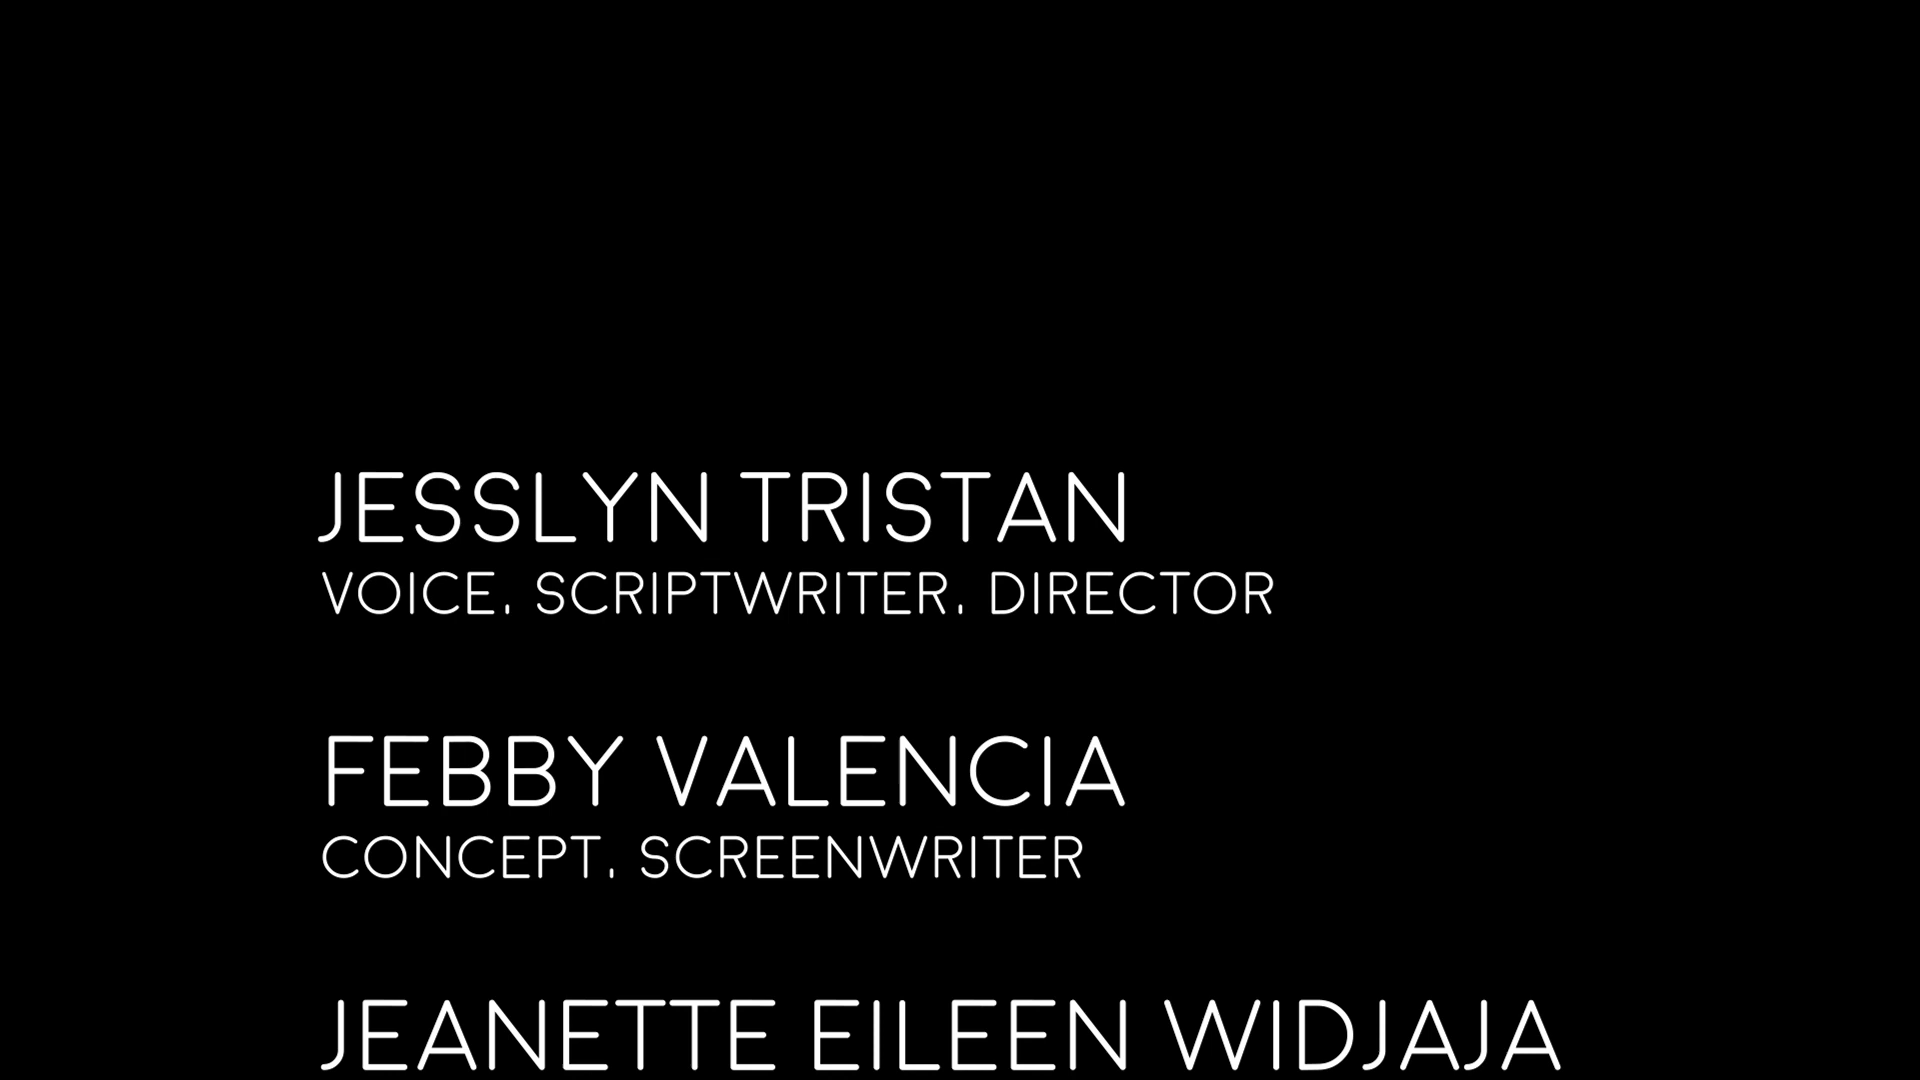 JESSLYN TRISTAN
VOICE, SCRIPTWRITER, DIRECTOR
FEBBY VALENCIA
CONCEPT, SCREENWRITER
JEANETTE EILEEN WIDJAJA